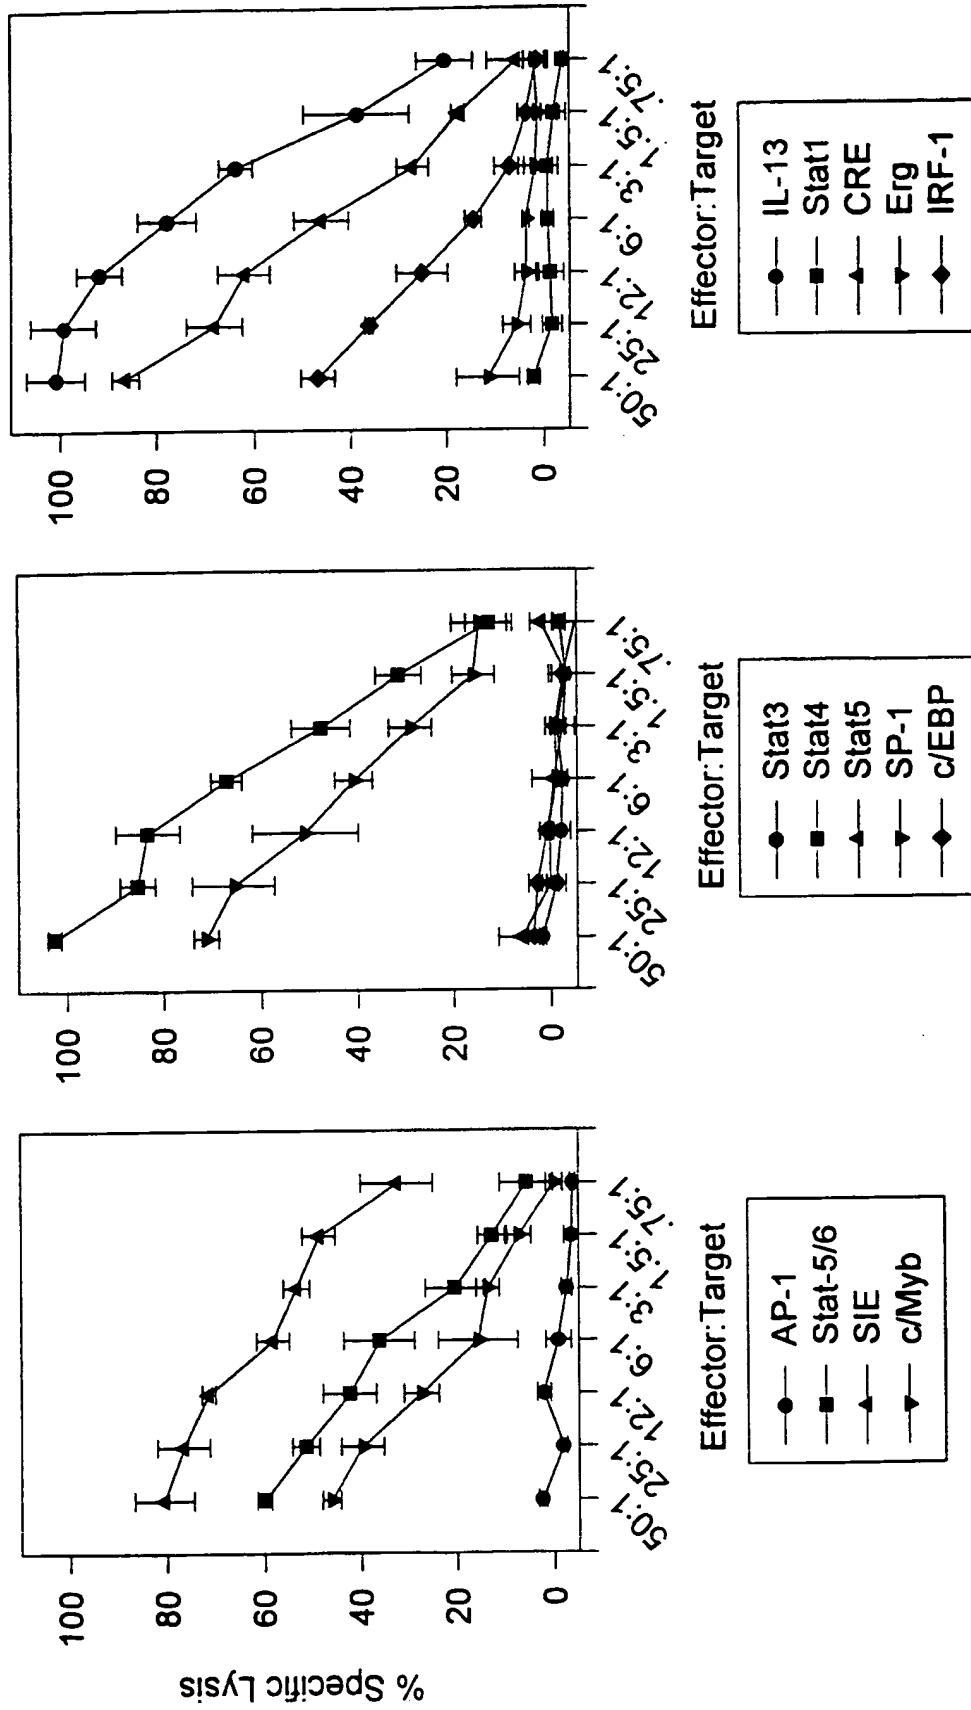 % Specific Lysis
100
80
60
40
20
0
50:1
25:1
12:1
6:1
3:1
1.5:1
.75:1
Effector:Target
AP-1
Stat-5/6
SIE
c/Myb
100
80
60
40
20
0
50:1
25:1
12:1
6:1
3:1
1.5:1
.75:1
Effector:Target
Stat3
Stat4
Stat5
SP-1
c/EBP
100
80
60
40
20
0
50:1
25:1
12:1
6:1
3:1
1.5:1
.75:1
Effector:Target
IL-13
Stat1
CRE
Erg
IRF-1